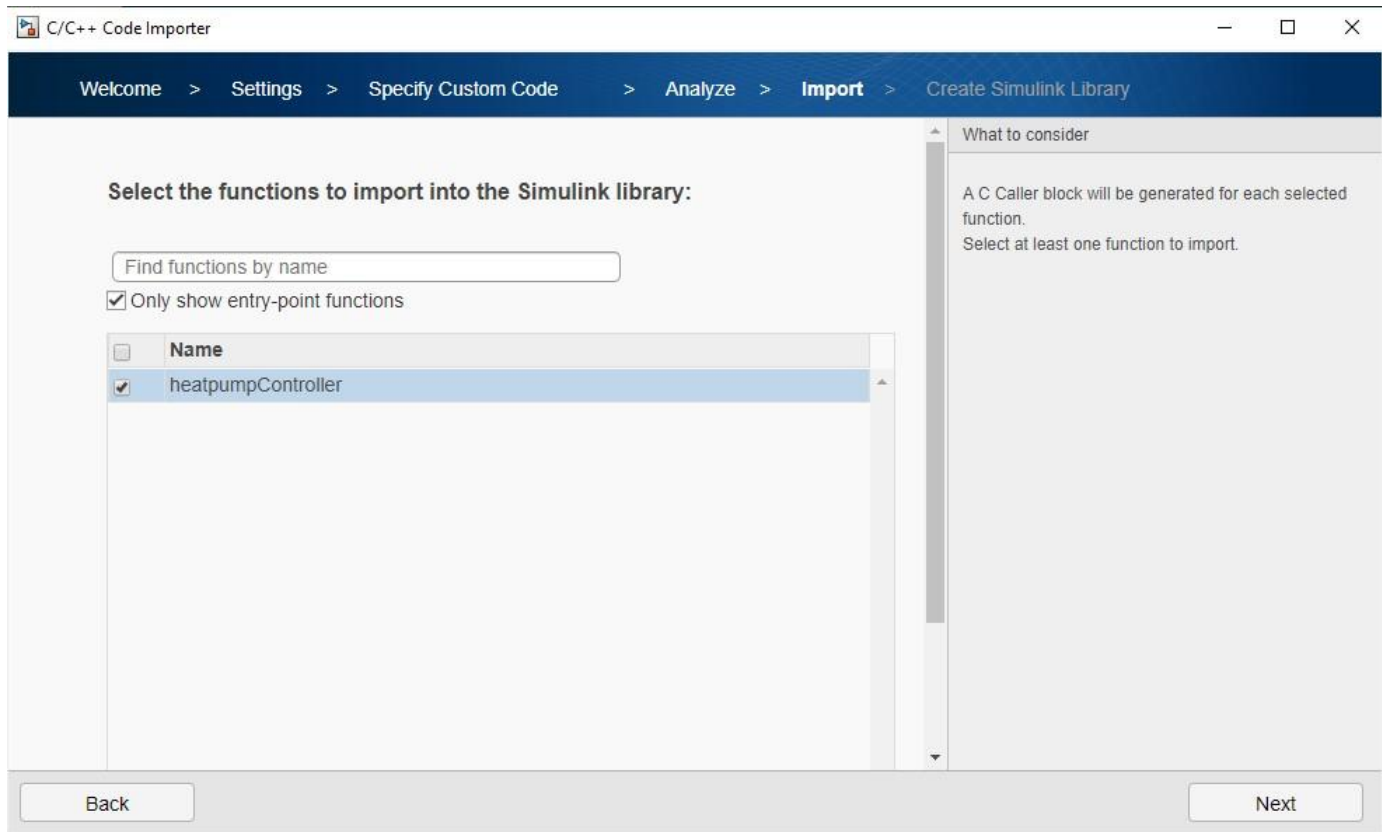 C/C++ Code Importer
Welcome > Settings > Specify Custom Code > Analyze > Import > Create Simulink Library
Select the functions to import into the Simulink library:
Find functions by name
Only show entry-point functions
Name
heatpumpController
What to consider
A C Caller block will be generated for each selected
function.
Select at least one function to import.
Back
Next